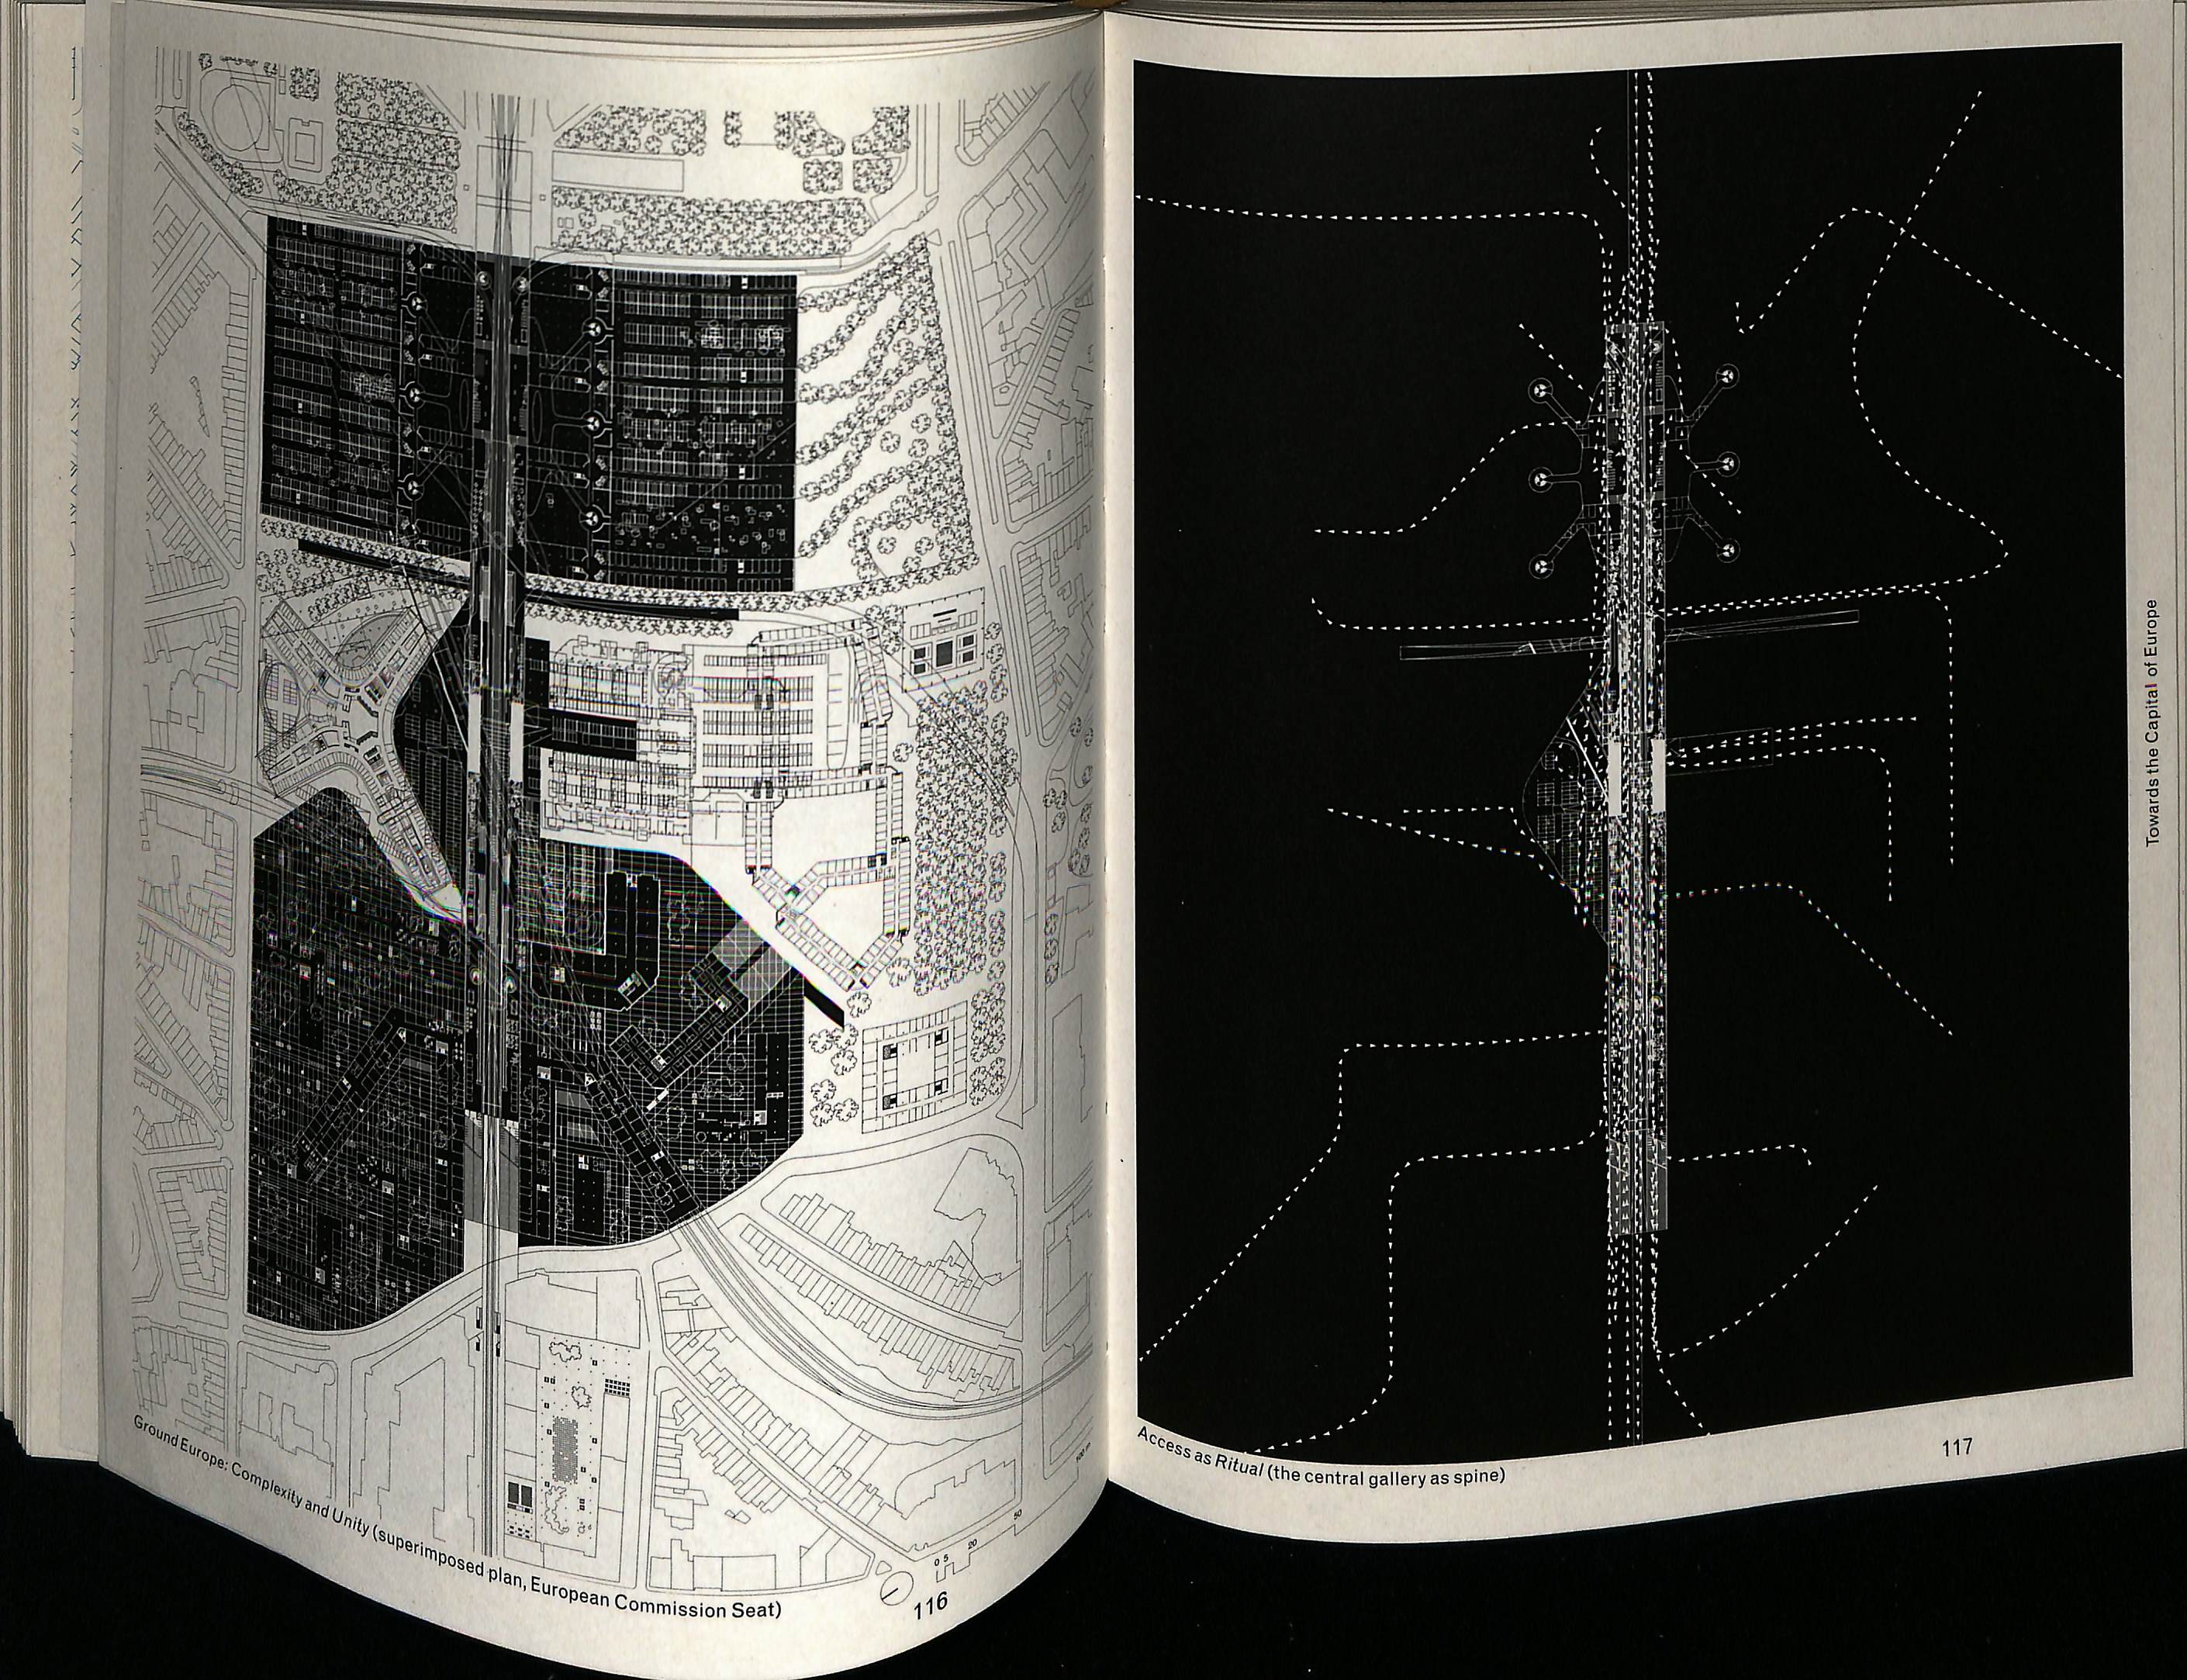 Ground Europe: Complexity and Unity (superimposed plan, European Commission Seat)
0 5 20 50 100 m
116
Access as Ritual (the central gallery as spine)
117
Towards the Capital of Europe